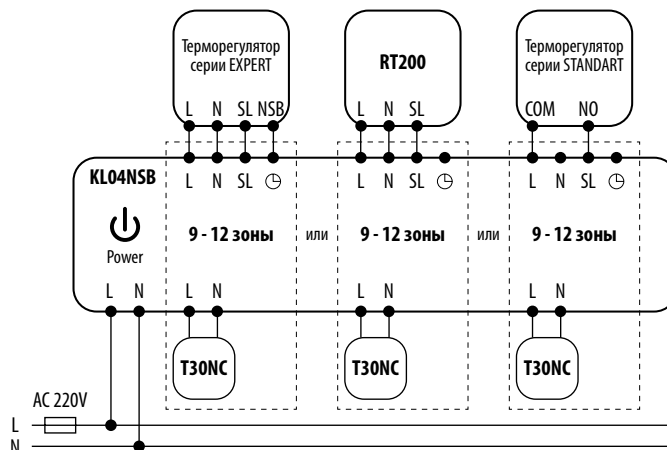 Терморегулятор
серии EXPERT
RT200
Терморегулятор
серии STANDART
L N SL NSB
L N SL
COM NO
KL04NSB
L N SL
L N SL
L N SL
Power
9 - 12 зоны
или
9 - 12 зоны
или
9 - 12 зоны
L N
L N
L N
L N
T30NC
T30NC
T30NC
AC 220V
L
N